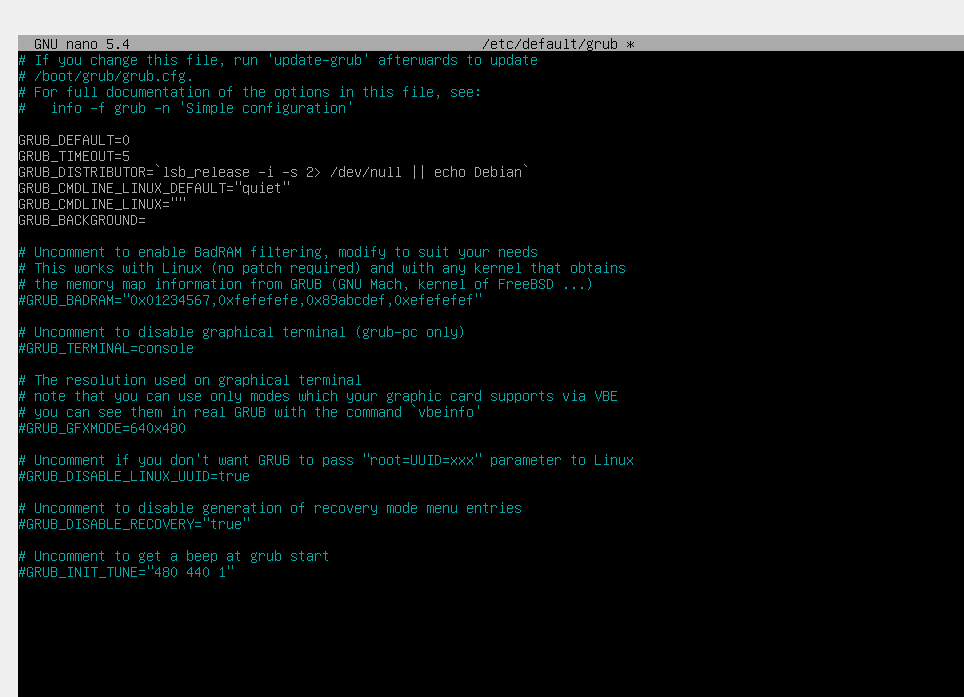 GNU nano 5.4 /etc/default/grub *
# If you change this file, run 'update-grub' afterwards to update
# /boot/grub/grub.cfg.
# For full documentation of the options in this file, see:
#   info -f grub -n 'Simple configuration'

GRUB_DEFAULT=0
GRUB_TIMEOUT=5
GRUB_DISTRIBUTOR=`lsb_release -i -s 2> /dev/null || echo Debian`
GRUB_CMDLINE_LINUX_DEFAULT="quiet"
GRUB_CMDLINE_LINUX=""
GRUB_BACKGROUND=

# Uncomment to enable BadRAM filtering, modify to suit your needs
# This works with Linux (no patch required) and with any kernel that obtains
# the memory map information from GRUB (GNU Mach, kernel of FreeBSD ...)
#GRUB_BADRAM="0x01234567,0xfefefefe,0x89abcdef,0xefefefef"

# Uncomment to disable graphical terminal (grub-pc only)
#GRUB_TERMINAL=console

# The resolution used on graphical terminal
# note that you can use only modes which your graphic card supports via VBE
# you can see them in real GRUB with the command `vbeinfo'
#GRUB_GFXMODE=640x480

# Uncomment if you don't want GRUB to pass "root=UUID=xxx" parameter to Linux
#GRUB_DISABLE_LINUX_UUID=true

# Uncomment to disable generation of recovery mode menu entries
#GRUB_DISABLE_RECOVERY="true"

# Uncomment to get a beep at grub start
#GRUB_INIT_TUNE="480 440 1"